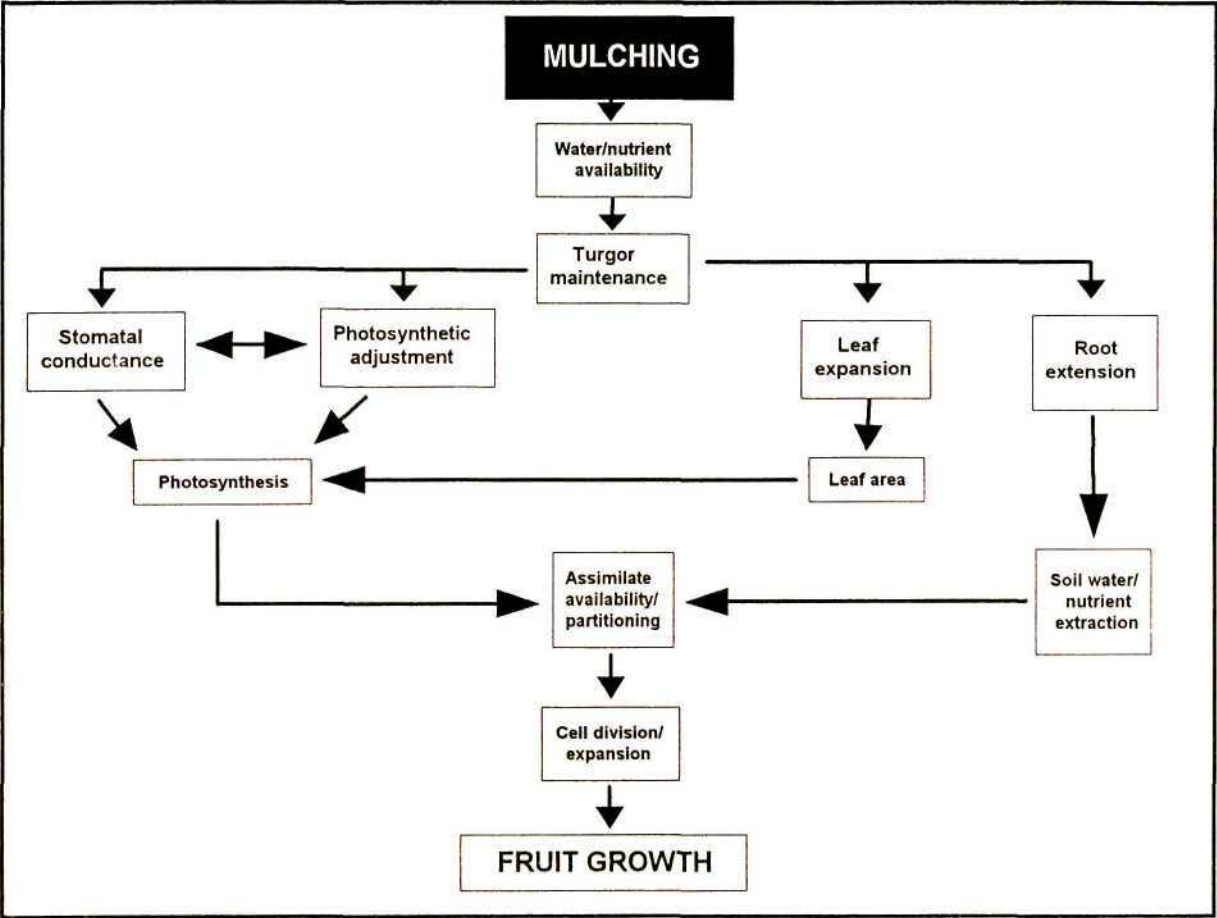 MULCHING
Water/nutrient
availability
Turgor
maintenance
Stomatal
conductance
Photosynthetic
adjustment
Leaf
expansion
Root
extension
Photosynthesis
Leaf area
Assimilate
availability/
partitioning
Soil water/
nutrient
extraction
Cell division/
expansion
FRUIT GROWTH